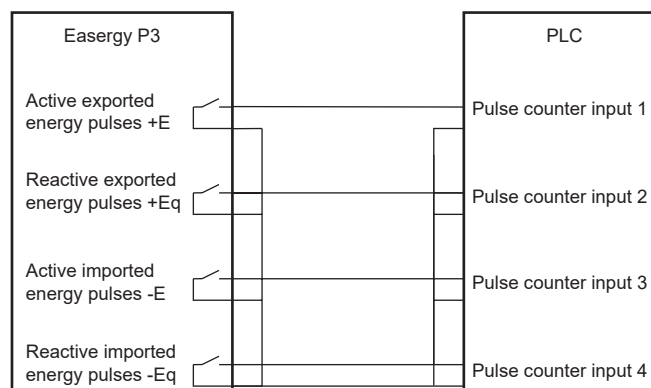 Easergy P3
PLC
Active exported
energy pulses +E
Pulse counter input 1
Reactive exported
energy pulses +Eq
Pulse counter input 2
Active imported
energy pulses -E
Pulse counter input 3
Reactive imported
energy pulses -Eq
Pulse counter input 4